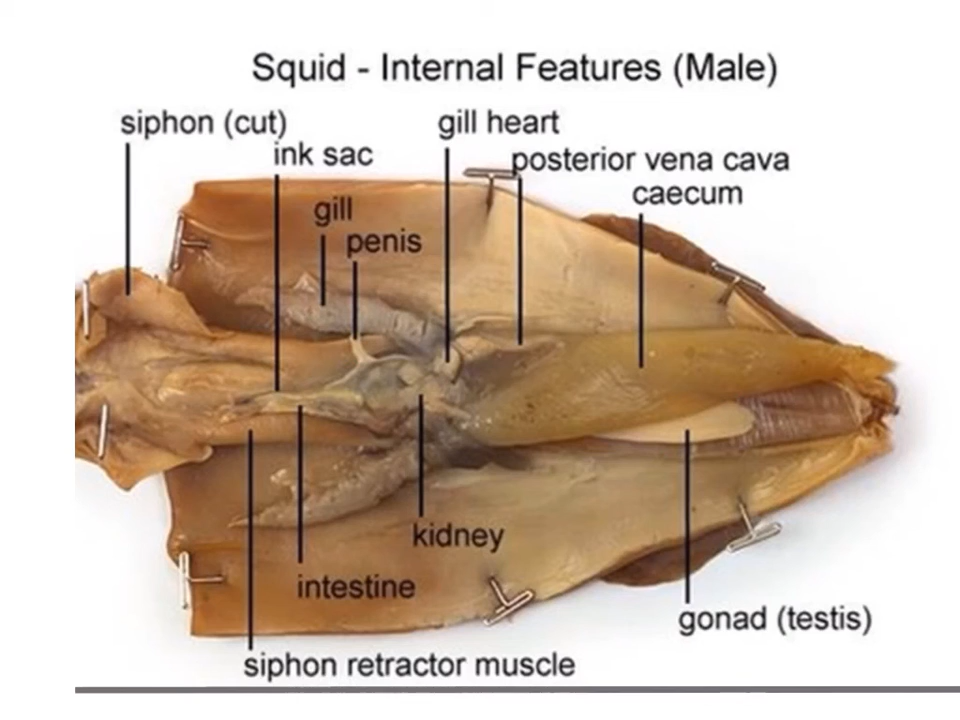 Squid - Internal Features (Male)
siphon (cut)
gill heart
ink sac
posterior vena cava
caecum
gill
penis
kidney
intestine
gonad (testis)
siphon retractor muscle